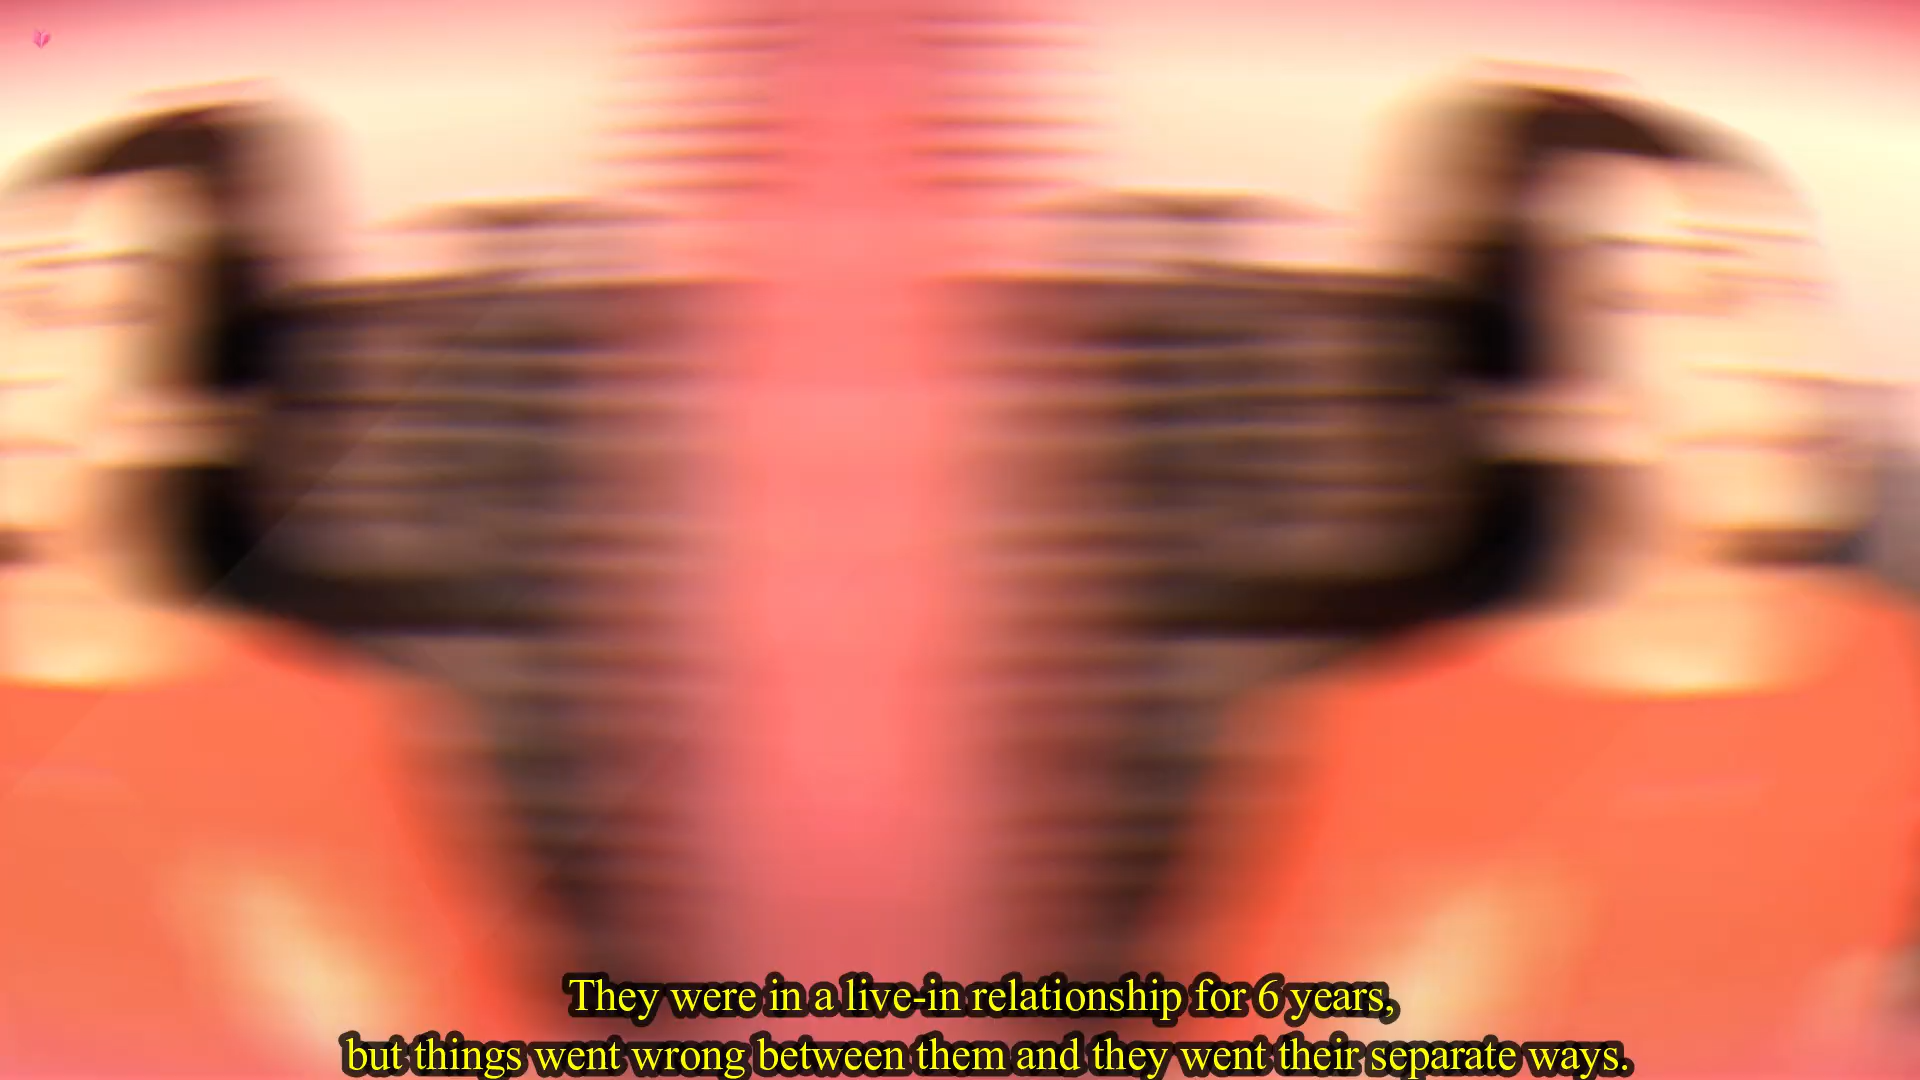 They were in a live-in relationship for 6 years,
but things went wrong between them and they went their separate ways.